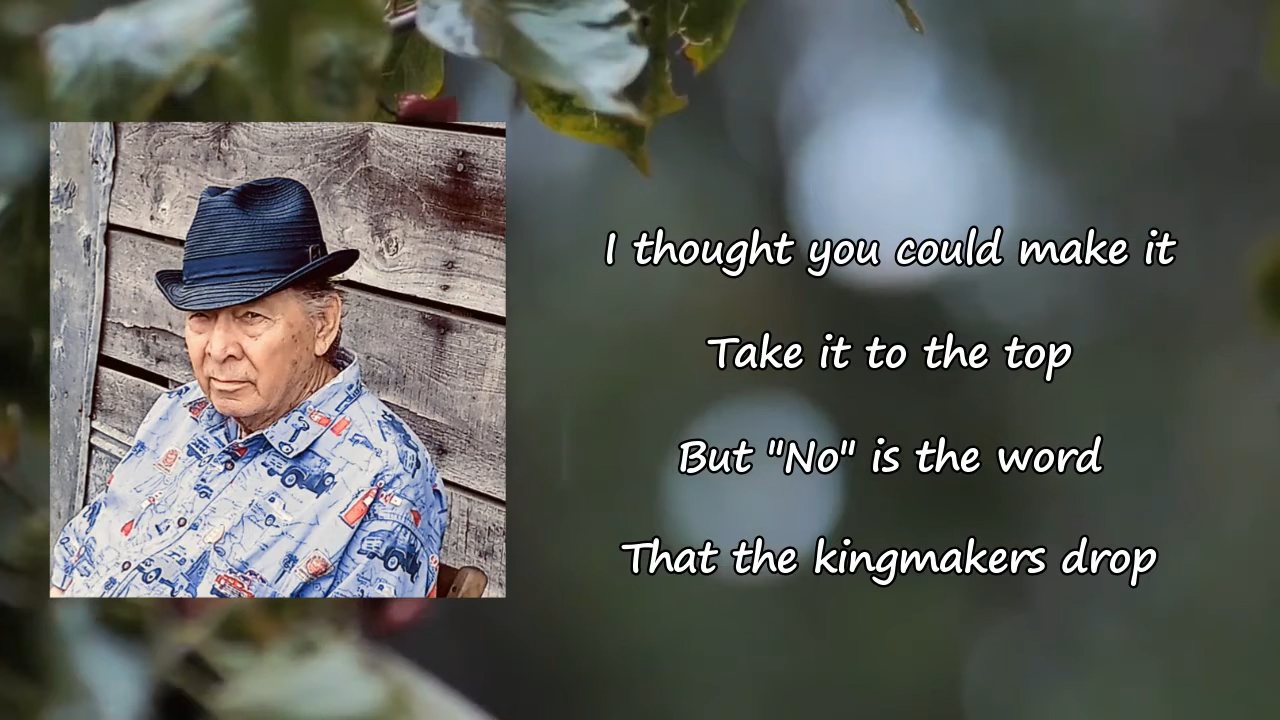 I thought you could make it
Take it to the top
But "No" is the word
That the kingmakers drop